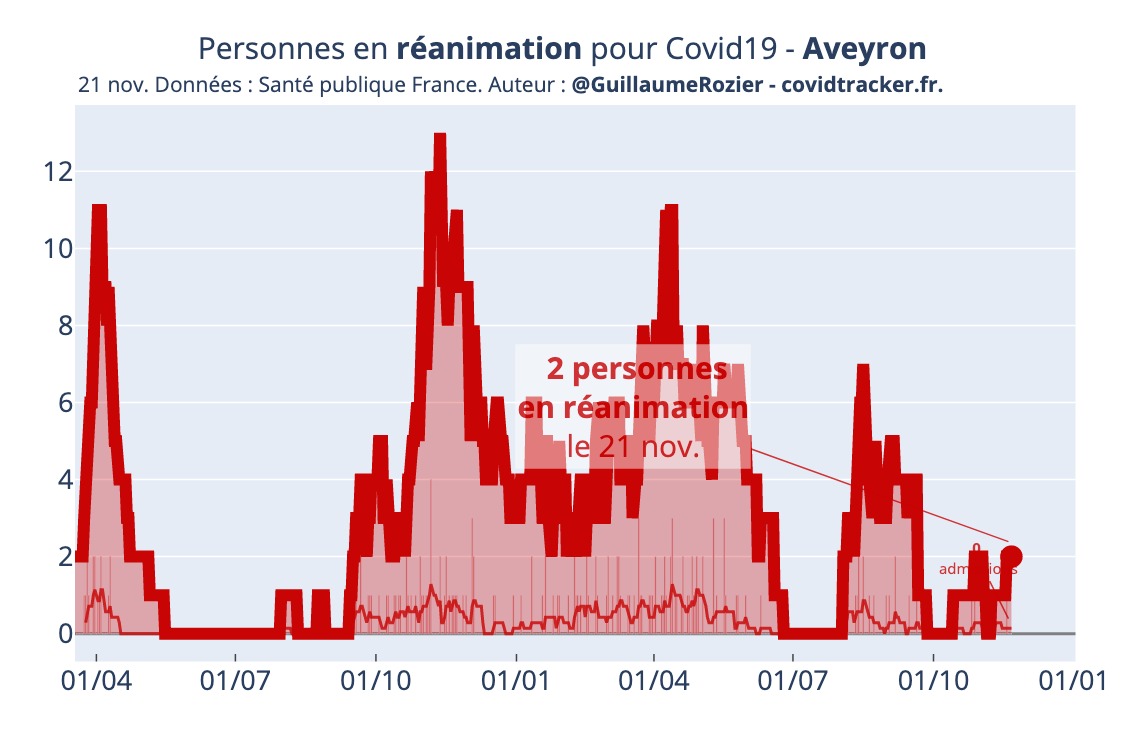 Personnes en réanimation pour Covid19 - Aveyron
21 nov. Données : Santé publique France. Auteur : @GuillaumeRozier - covidtracker.fr.
12
10
8
6
4
2
0
2 personnes
en réanimation
le 21 nov.
0
admissions
01/04
01/07
01/10
01/01
01/04
01/07
01/10
01/01